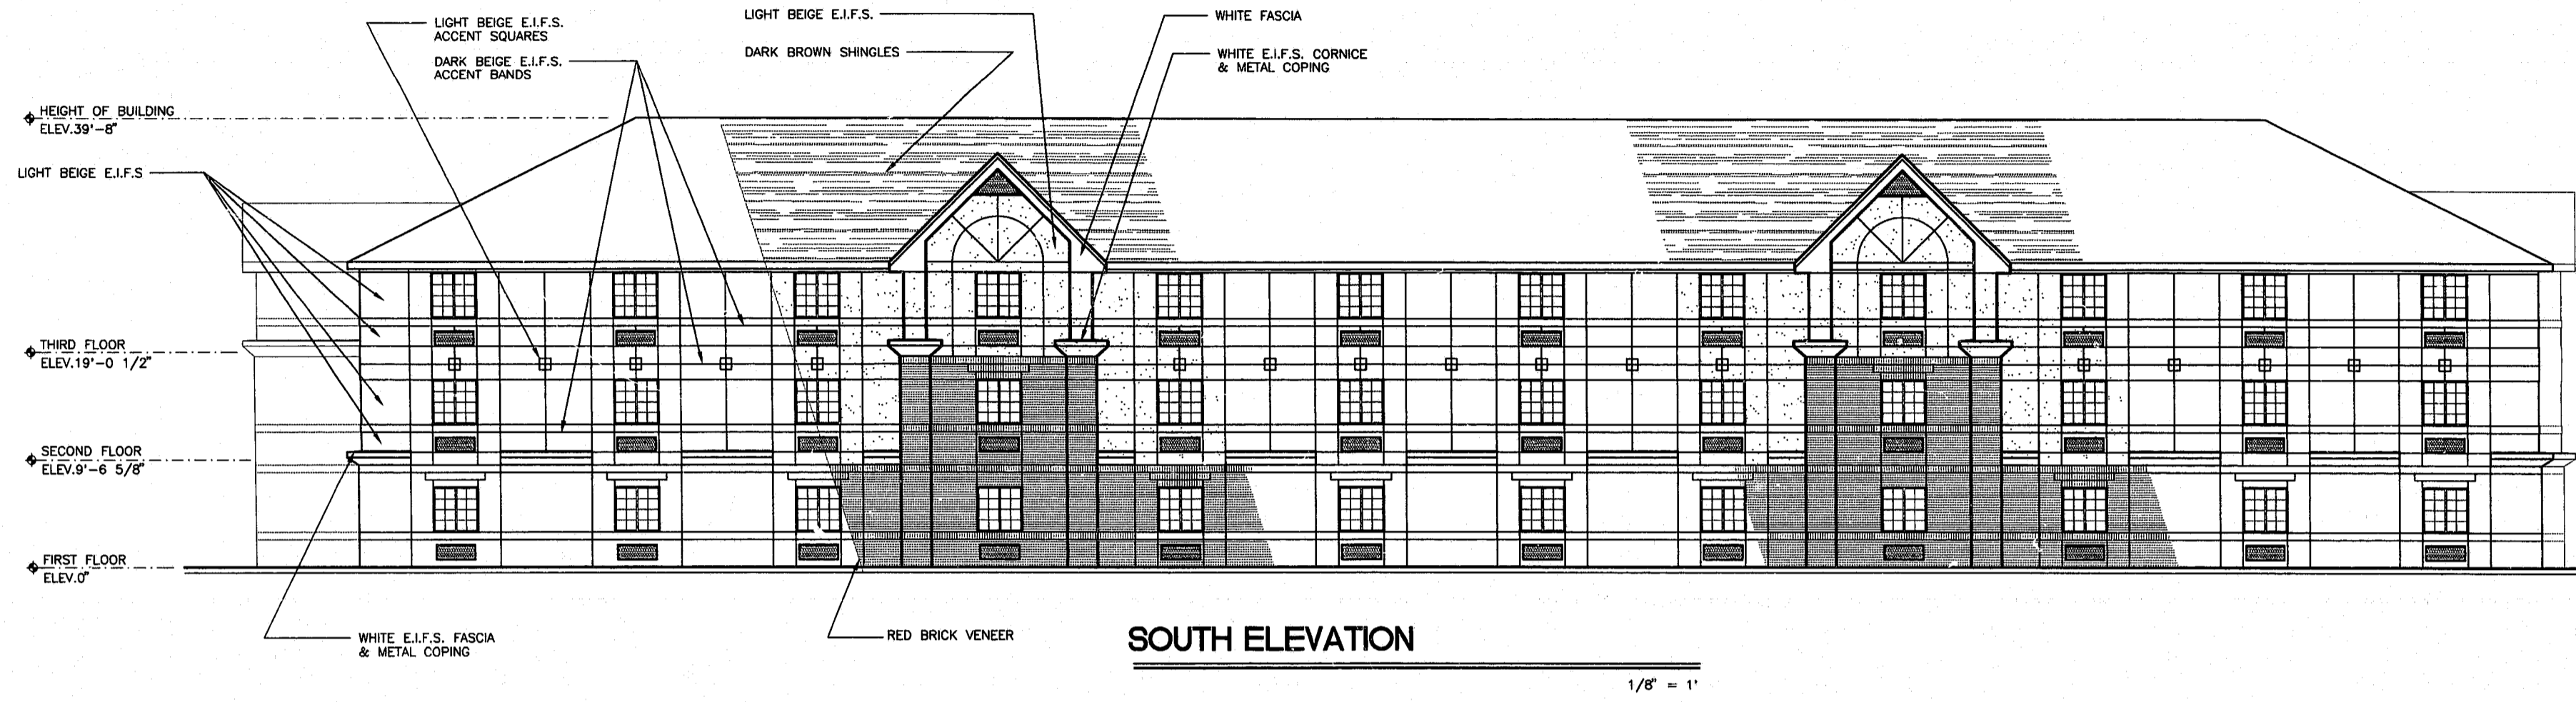 LIGHT BEIGE E.I.F.S.
ACCENT SQUARES
DARK BEIGE E.I.F.S.
ACCENT BANDS
LIGHT BEIGE E.I.F.S.
DARK BROWN SHINGLES
WHITE FASCIA
WHITE E.I.F.S. CORNICE
& METAL COPING
HEIGHT OF BUILDING
ELEV.39'-8"
LIGHT BEIGE E.I.F.S
THIRD FLOOR
ELEV.19'-0 1/2"
SECOND FLOOR
ELEV.9'-6 5/8"
FIRST FLOOR
ELEV.0"
WHITE E.I.F.S. FASCIA
& METAL COPING
RED BRICK VENEER
SOUTH ELEVATION
1/8" = 1'